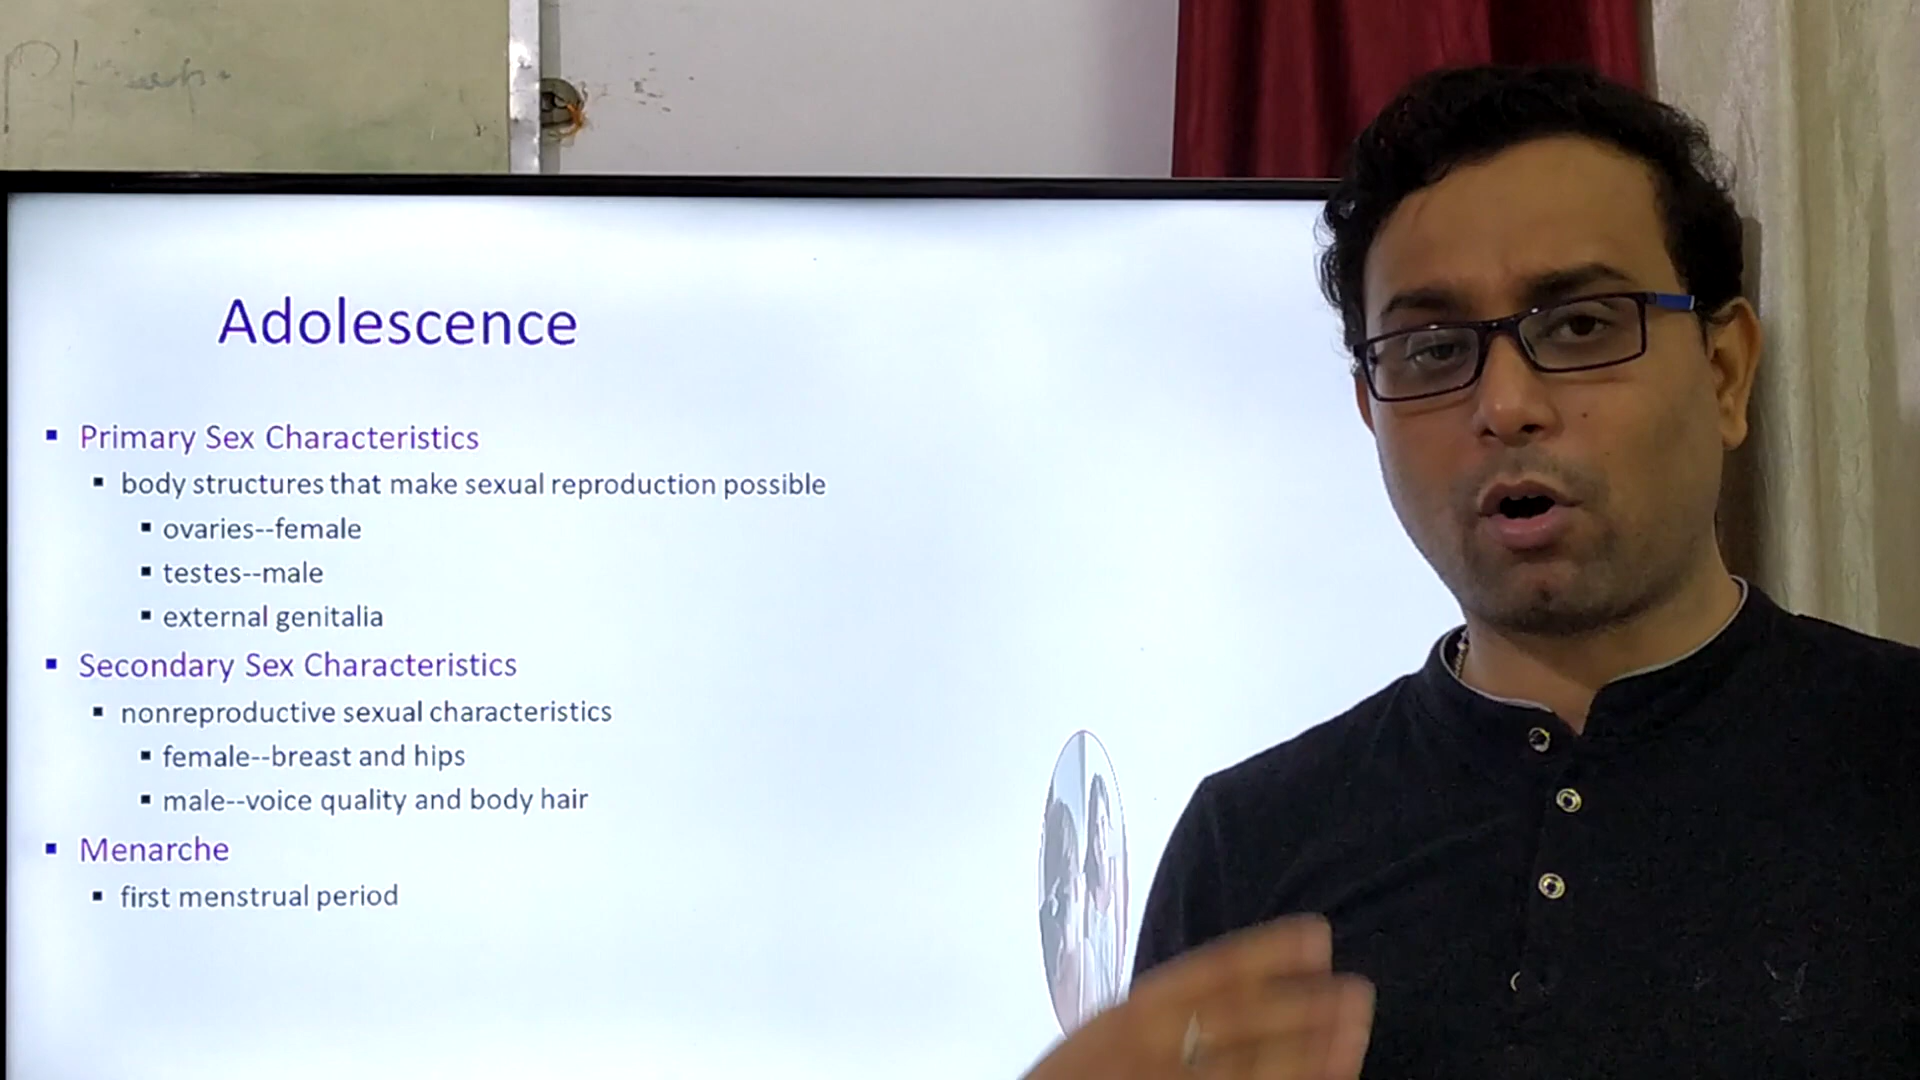 Adolescence
▪ Primary Sex Characteristics
▪ body structures that make sexual reproduction possible
▪ ovaries--female
▪ testes--male
▪ external genitalia
▪ Secondary Sex Characteristics
▪ nonreproductive sexual characteristics
▪ female--breast and hips
▪ male--voice quality and body hair
▪ Menarche
▪ first menstrual period